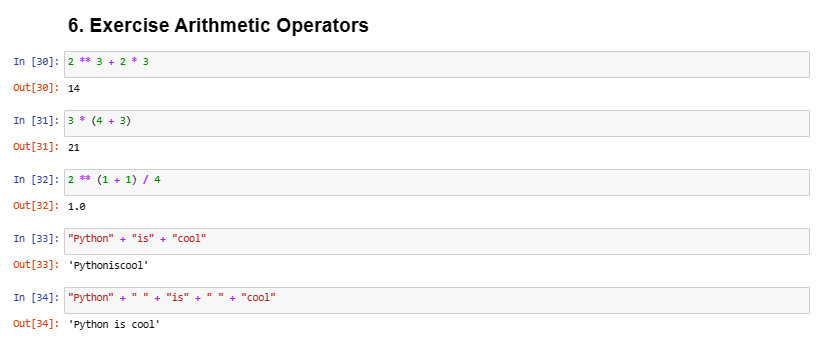 6. Exercise Arithmetic Operators
In [30]: 2 ** 3 + 2 * 3
Out[30]: 14
In [31]: 3 * (4 + 3)
Out[31]: 21
In [32]: 2 ** (1 + 1) / 4
Out[32]: 1.0
In [33]: "Python" + "is" + "cool"
Out[33]: 'Pythoniscool'
In [34]: "Python" + " " + "is" + " " + "cool"
Out[34]: 'Python is cool'